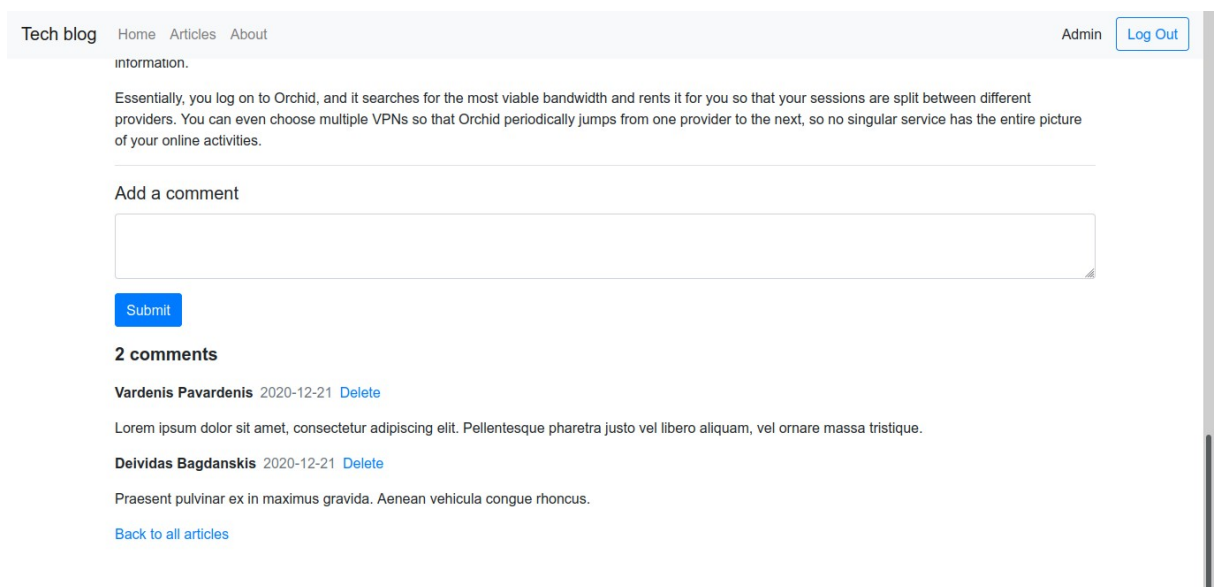 Tech blog Home Articles About Admin Log Out
information.
Essentially, you log on to Orchid, and it searches for the most viable bandwidth and rents it for you so that your sessions are split between different
providers. You can even choose multiple VPNs so that Orchid periodically jumps from one provider to the next, so no singular service has the entire picture
of your online activities.
Add a comment
Submit
2 comments
Vardenis Pavardenis 2020-12-21 Delete
Lorem ipsum dolor sit amet, consectetur adipiscing elit. Pellentesque pharetra justo vel libero aliquam, vel ornare massa tristique.
Deividas Bagdanskis 2020-12-21 Delete
Praesent pulvinar ex in maximus gravida. Aenean vehicula congue rhoncus.
Back to all articles